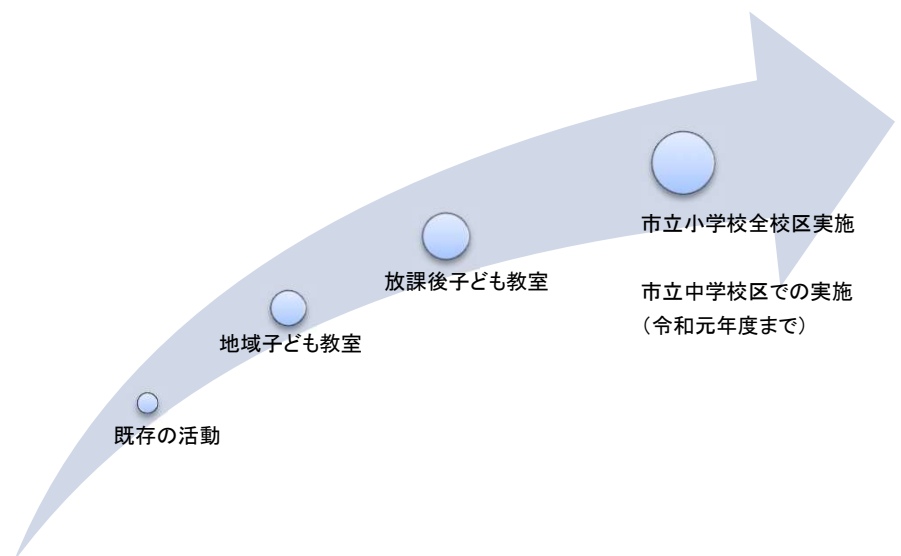 市立小学校全校区実施
放課後子ども教室
市立中学校区での実施
（令和元年度まで）
地域子ども教室
既存の活動